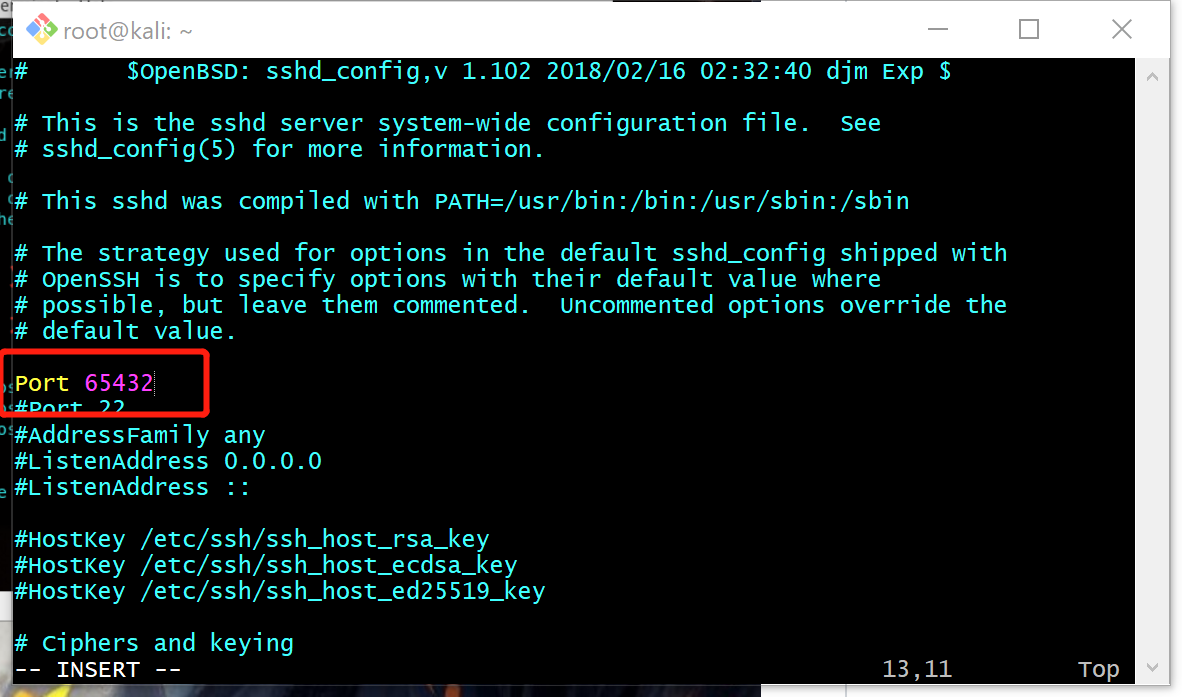 root@kali: ~
#       $OpenBSD: sshd_config,v 1.102 2018/02/16 02:32:40 djm Exp $
# This is the sshd server system-wide configuration file.  See
# sshd_config(5) for more information.
# This sshd was compiled with PATH=/usr/bin:/bin:/usr/sbin:/sbin
# The strategy used for options in the default sshd_config shipped with
# OpenSSH is to specify options with their default value where
# possible, but leave them commented.  Uncommented options override the
# default value.
Port 65432
#Port 22
#AddressFamily any
#ListenAddress 0.0.0.0
#ListenAddress ::
#HostKey /etc/ssh/ssh_host_rsa_key
#HostKey /etc/ssh/ssh_host_ecdsa_key
#HostKey /etc/ssh/ssh_host_ed25519_key
# Ciphers and keying
-- INSERT --                                                  13,11         Top